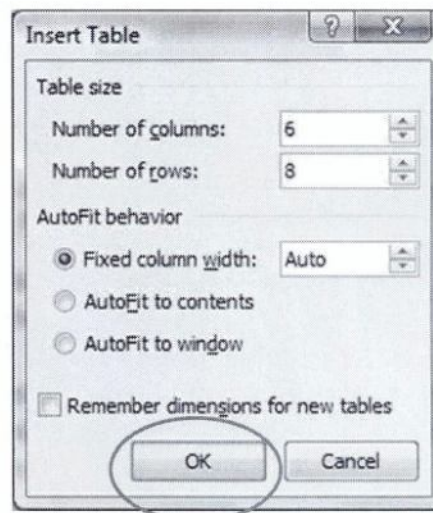 Insert Table
Table size
Number of columns: 6
Number of rows: 8
AutoFit behavior
Fixed column width: Auto
AutoFit to contents
AutoFit to window
Remember dimensions for new tables
OK Cancel